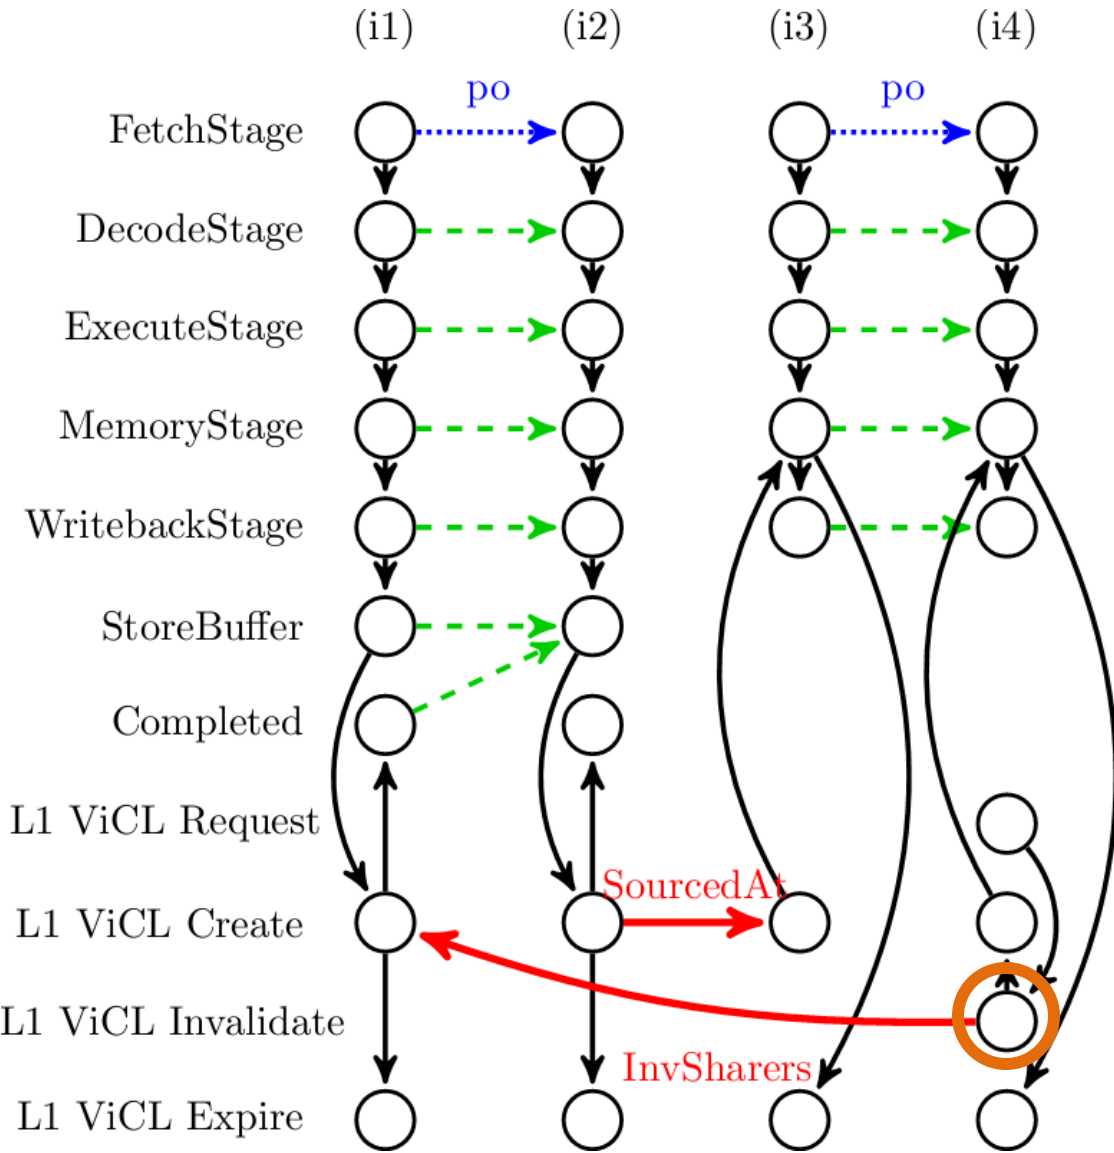 (i1) (i2) (i3) (i4)
po po
FetchStage
DecodeStage
ExecuteStage
MemoryStage
WritebackStage
StoreBuffer
Completed
L1 ViCL Request
SourcedAt
L1 ViCL Create
L1 ViCL Invalidate
InvSharers
L1 ViCL Expire